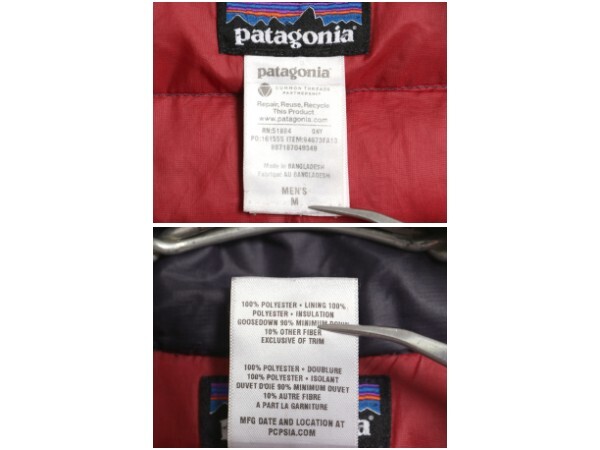 patagonia
patagonia
COMMON THREADS
PARTNERSHIP
Repair, Reuse, Recycle
This Product
www.patagonia.com
RN:51884
Made in BANGLADESH
MEN'S
M
100% POLYESTER • LINING 100%
POLYESTER • INSULATION
GOOSEDOWN 90% MINIMUM DOWN
10% OTHER FIBER
EXCLUSIVE OF TRIM
100% POLYESTER • DOUBLURE
100% POLYESTER • ISOLANT
DUVET D'OIE 90% MINIMUM DUVET
10% AUTRE FIBRE
A PART LA GARNITURE
MFG DATE AND LOCATION AT
PCPSIA.COM
patagonia